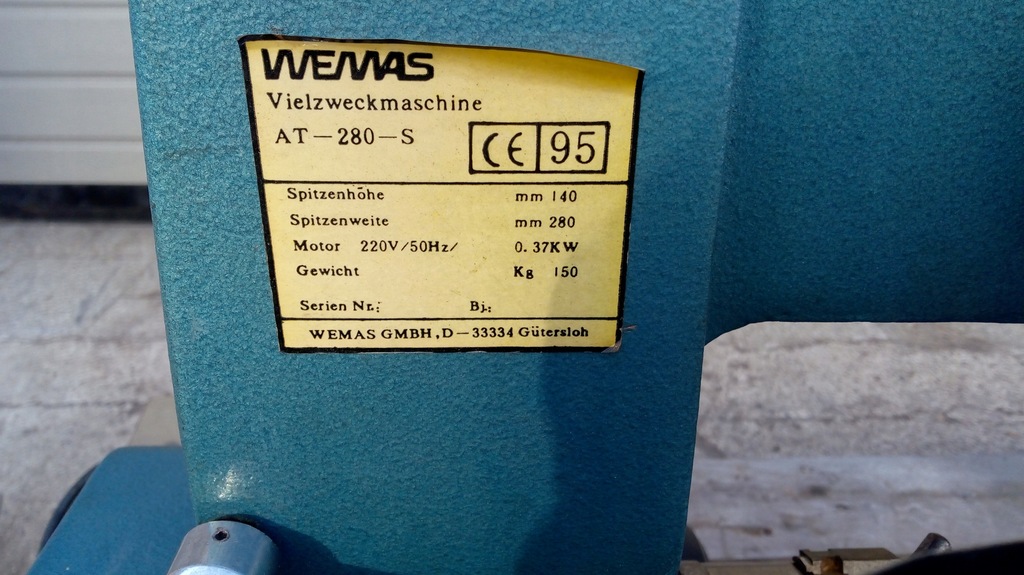 WEMAS
Vielzweckmaschine
AT-280-S CE 95
Spitzenhöhe mm 140
Spitzenweite mm 280
Motor 220V/50Hz/ 0.37KW
Gewicht Kg 150
Serien Nr.: Bj.:
WEMAS GMBH, D-33334 Gütersloh